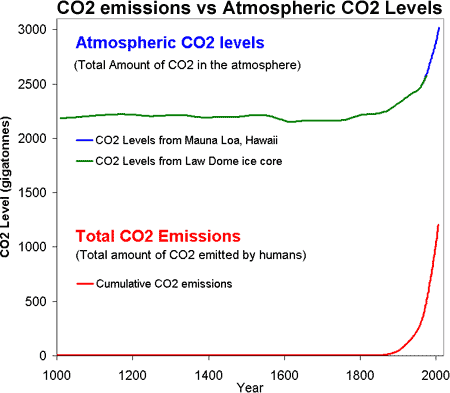 CO2 emissions vs Atmospheric CO2 Levels
3000
Atmospheric CO2 levels
(Total Amount of CO2 in the atmosphere)
2500
2000
CO2 Levels from Mauna Loa, Hawaii
CO2 Levels from Law Dome ice core
CO2 Level (gigatonnes)
1500
1000
Total CO2 Emissions
(Total amount of CO2 emitted by humans)
500
Cumulative CO2 emissions
0
1000 1200 1400 1600 1800 2000
Year